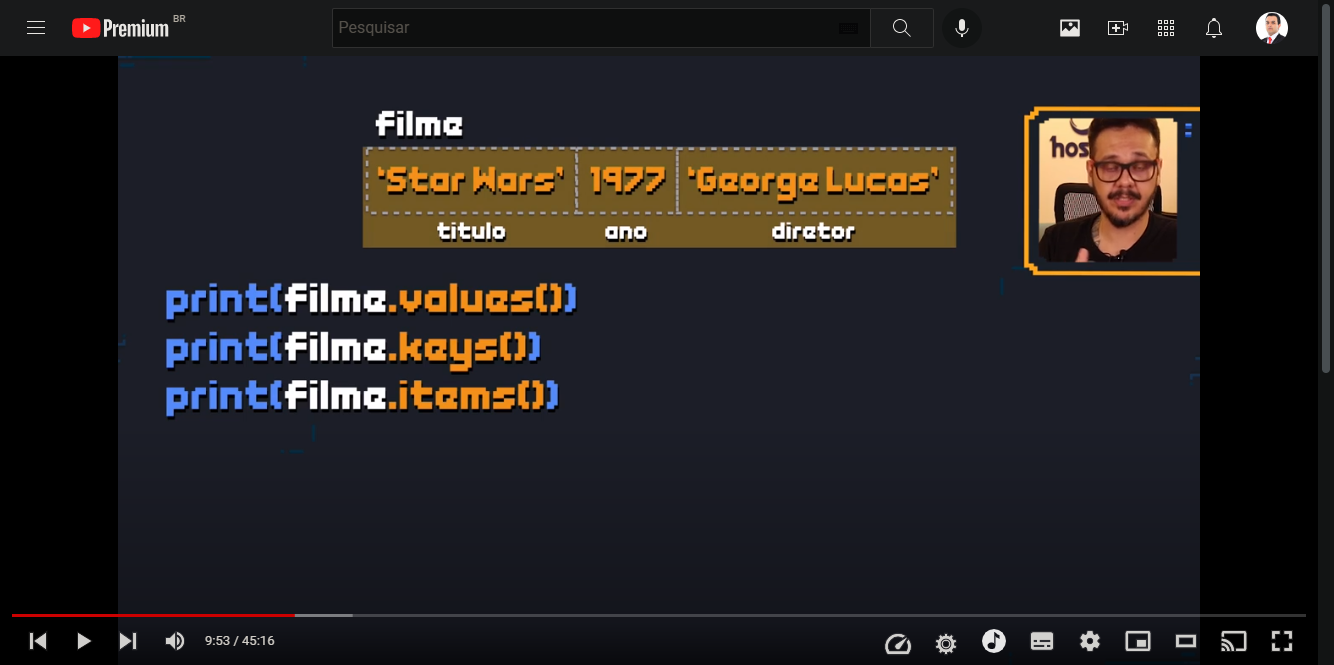 Premium BR
Pesquisar
filme
'Star Wars' 1977 'George Lucas'
titulo ano diretor
hos
print(filme.values())
print(filme.keys())
print(filme.items())
9:53 / 45:16